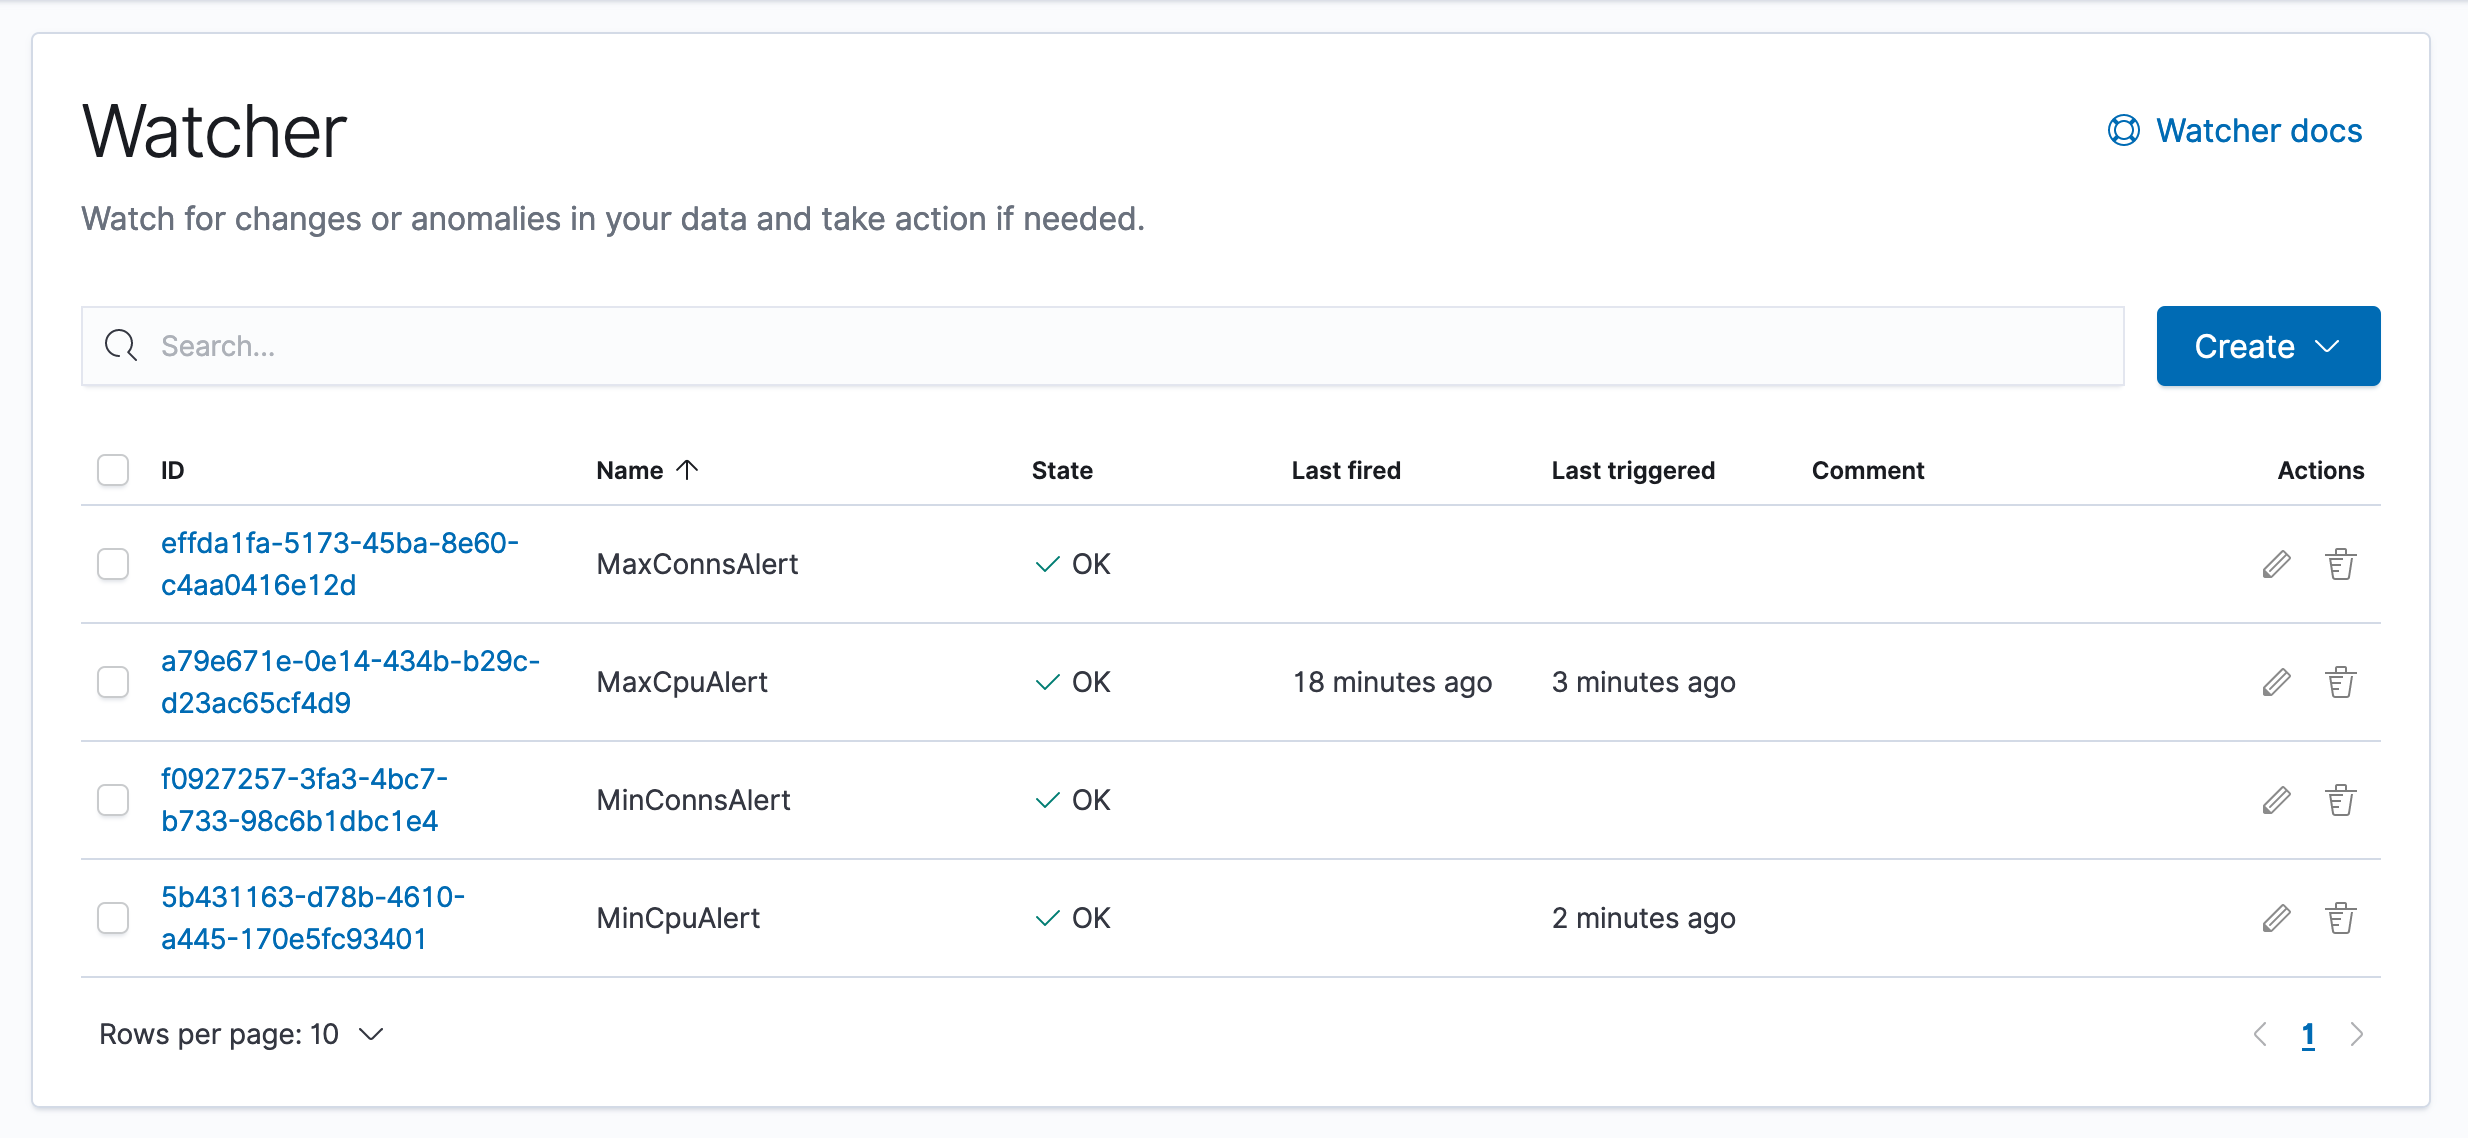 Watcher
Watcher docs
Watch for changes or anomalies in your data and take action if needed.
Search...
Create
ID Name State Last fired Last triggered Comment Actions
effda1fa-5173-45ba-8e60-
c4aa0416e12d
MaxConnsAlert OK
a79e671e-0e14-434b-b29c-
d23ac65cf4d9
MaxCpuAlert OK 18 minutes ago 3 minutes ago
f0927257-3fa3-4bc7-
b733-98c6b1dbc1e4
MinConnsAlert OK
5b431163-d78b-4610-
a445-170e5fc93401
MinCpuAlert OK 2 minutes ago
Rows per page: 10
1